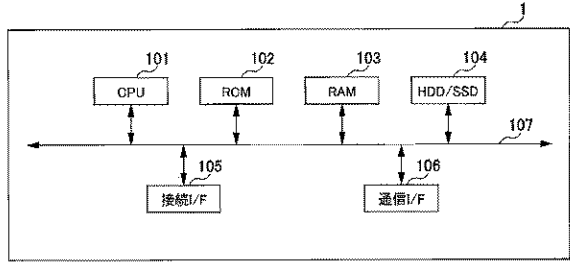 1
101
102
103
104
CPU
ROM
RAM
HDD/SSD
107
105
106
接続I/F
通信I/F